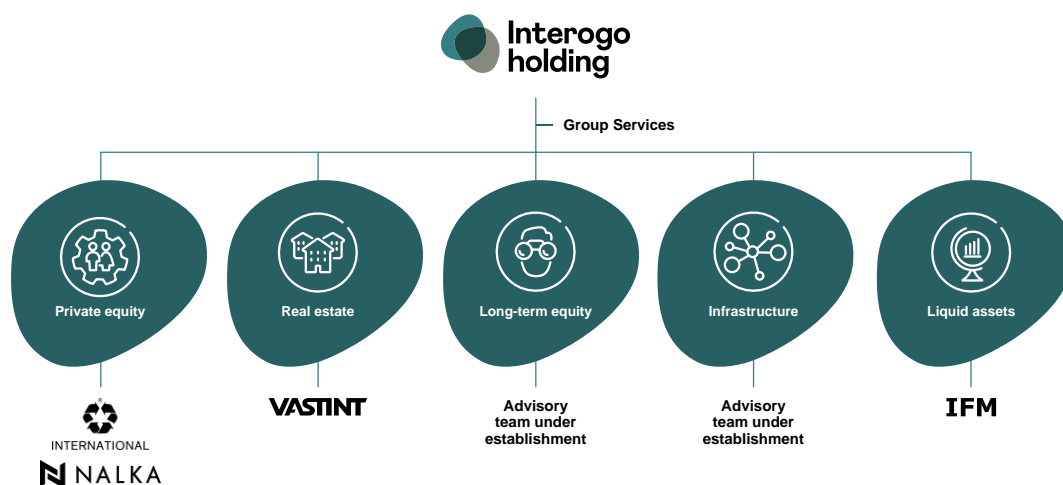 Interogo
holding
Group Services
Private equity
Real estate
Long-term equity
Infrastructure
Liquid assets
®
INTERNATIONAL
NALKA
VASTINT
Advisory
team under
establishment
Advisory
team under
establishment
IFM